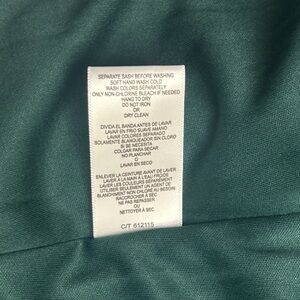 SEPARATE SASH BEFORE WASHING
SOFT HAND WASH COLD
WASH COLORS SEPARATELY
ONLY NON-CHLORINE BLEACH IF NEEDED
HANG TO DRY
DO NOT IRON
OR
DRY CLEAN
DIVIDA EL BANDA ANTES DE LAVAR
LAVAR EN FRIO SUAVE AMANO
LAVAR COLORES SEPARADO
SOLAMENTE BLANQUEADOR SIN CLORO
SI SE NECESITA
COLGAR PARA SECAR
NO PLANCHAR
O
LAVAR EN SECO
ENLEVER LA CEINTURE AVANT DE LAVER
LAVER À LA MAIN À L'EAU FROIDE
LAVER LES COULEURS SÉPARÉMENT
UTILISER SEULEMENT UN AGENT DE
BLANCHIMENT NON CHLORÉ AU BESOIN
RACCROCHER À SEC
NE PAS REPASSER
OU
NETTOYER À SEC
C/T 612115